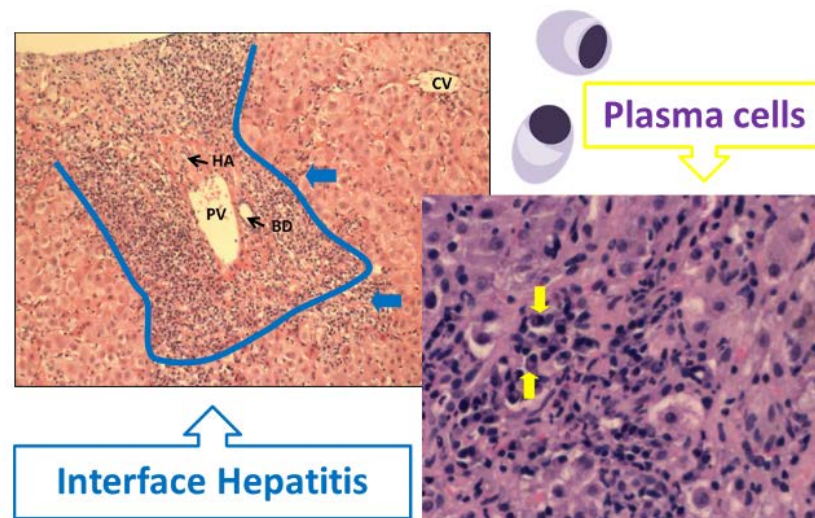 CV
Plasma cells
HA
PV
BD
Interface Hepatitis